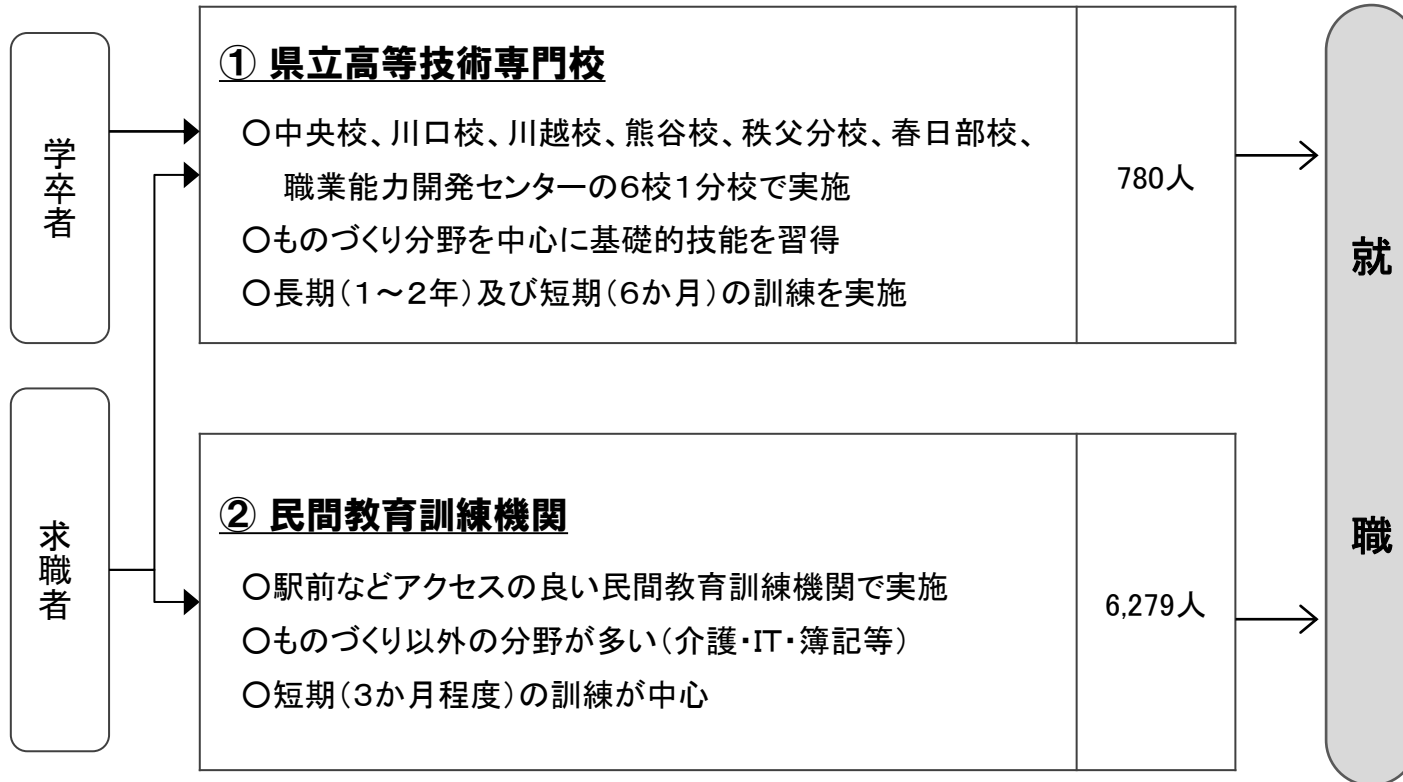 学卒者
① 県立高等技術専門校
○中央校、川口校、川越校、熊谷校、秩父分校、春日部校、
職業能力開発センターの6校1分校で実施
○ものづくり分野を中心に基礎的技能を習得
○長期(1～2年)及び短期(6か月)の訓練を実施
780人
求職者
② 民間教育訓練機関
○駅前などアクセスの良い民間教育訓練機関で実施
○ものづくり以外の分野が多い(介護・IT・簿記等)
○短期(3か月程度)の訓練が中心
6,279人
就職